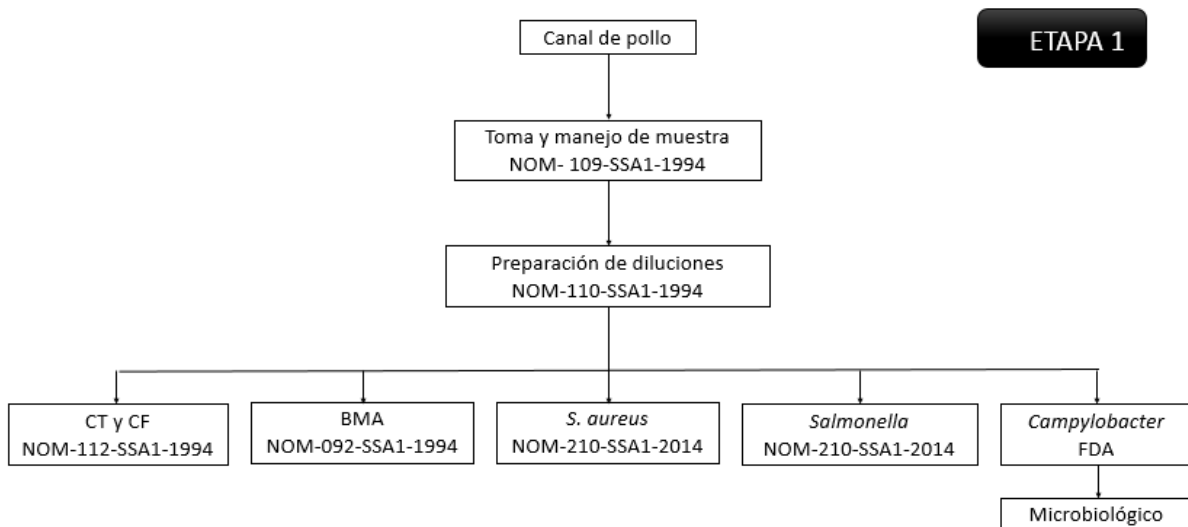 Canal de pollo
ETAPA 1
Toma y manejo de muestra
NOM- 109-SSA1-1994
Preparación de diluciones
NOM-110-SSA1-1994
CT y CF
NOM-112-SSA1-1994
BMA
NOM-092-SSA1-1994
S. aureus
NOM-210-SSA1-2014
Salmonella
NOM-210-SSA1-2014
Campylobacter
FDA
Microbiológico